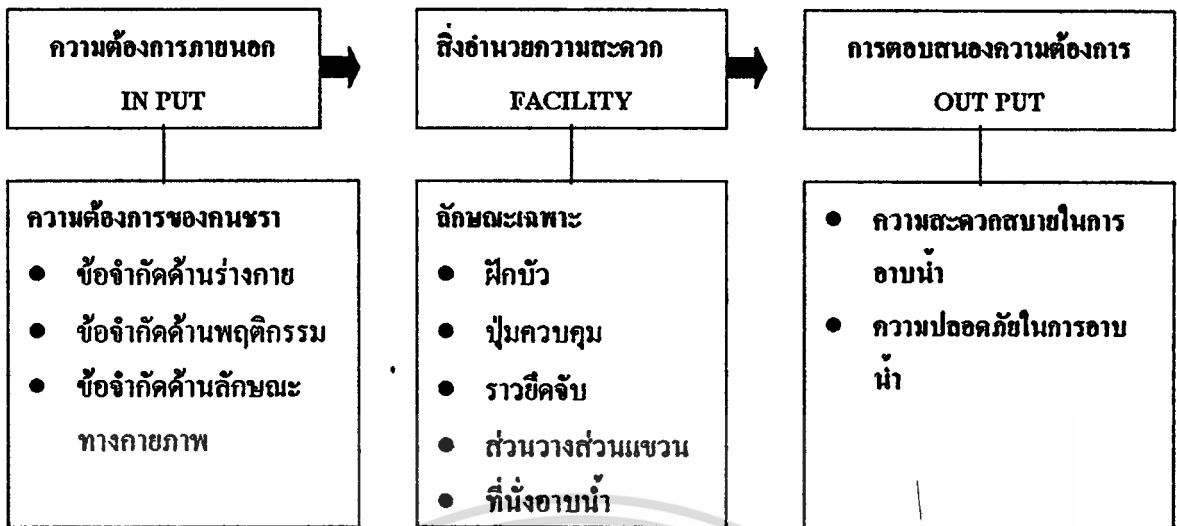 ความต้องการภายนอก
IN PUT
สิ่งอำนวยความสะดวก
FACILITY
การตอบสนองความต้องการ
OUT PUT
ความต้องการของคนชรา
● ข้อจำกัดด้านร่างกาย
● ข้อจำกัดด้านพฤติกรรม
● ข้อจำกัดด้านลักษณะ
ทางกายภาพ
ลักษณะเฉพาะ
● ฝักบัว
● ปุ่มควบคุม
● ราวยึดจับ
● ส่วนวางส่วนแขวน
● ที่นั่งอาบน้ำ
● ความสะดวกสบายในการ
อาบน้ำ
● ความปลอดภัยในการอาบ
น้ำ